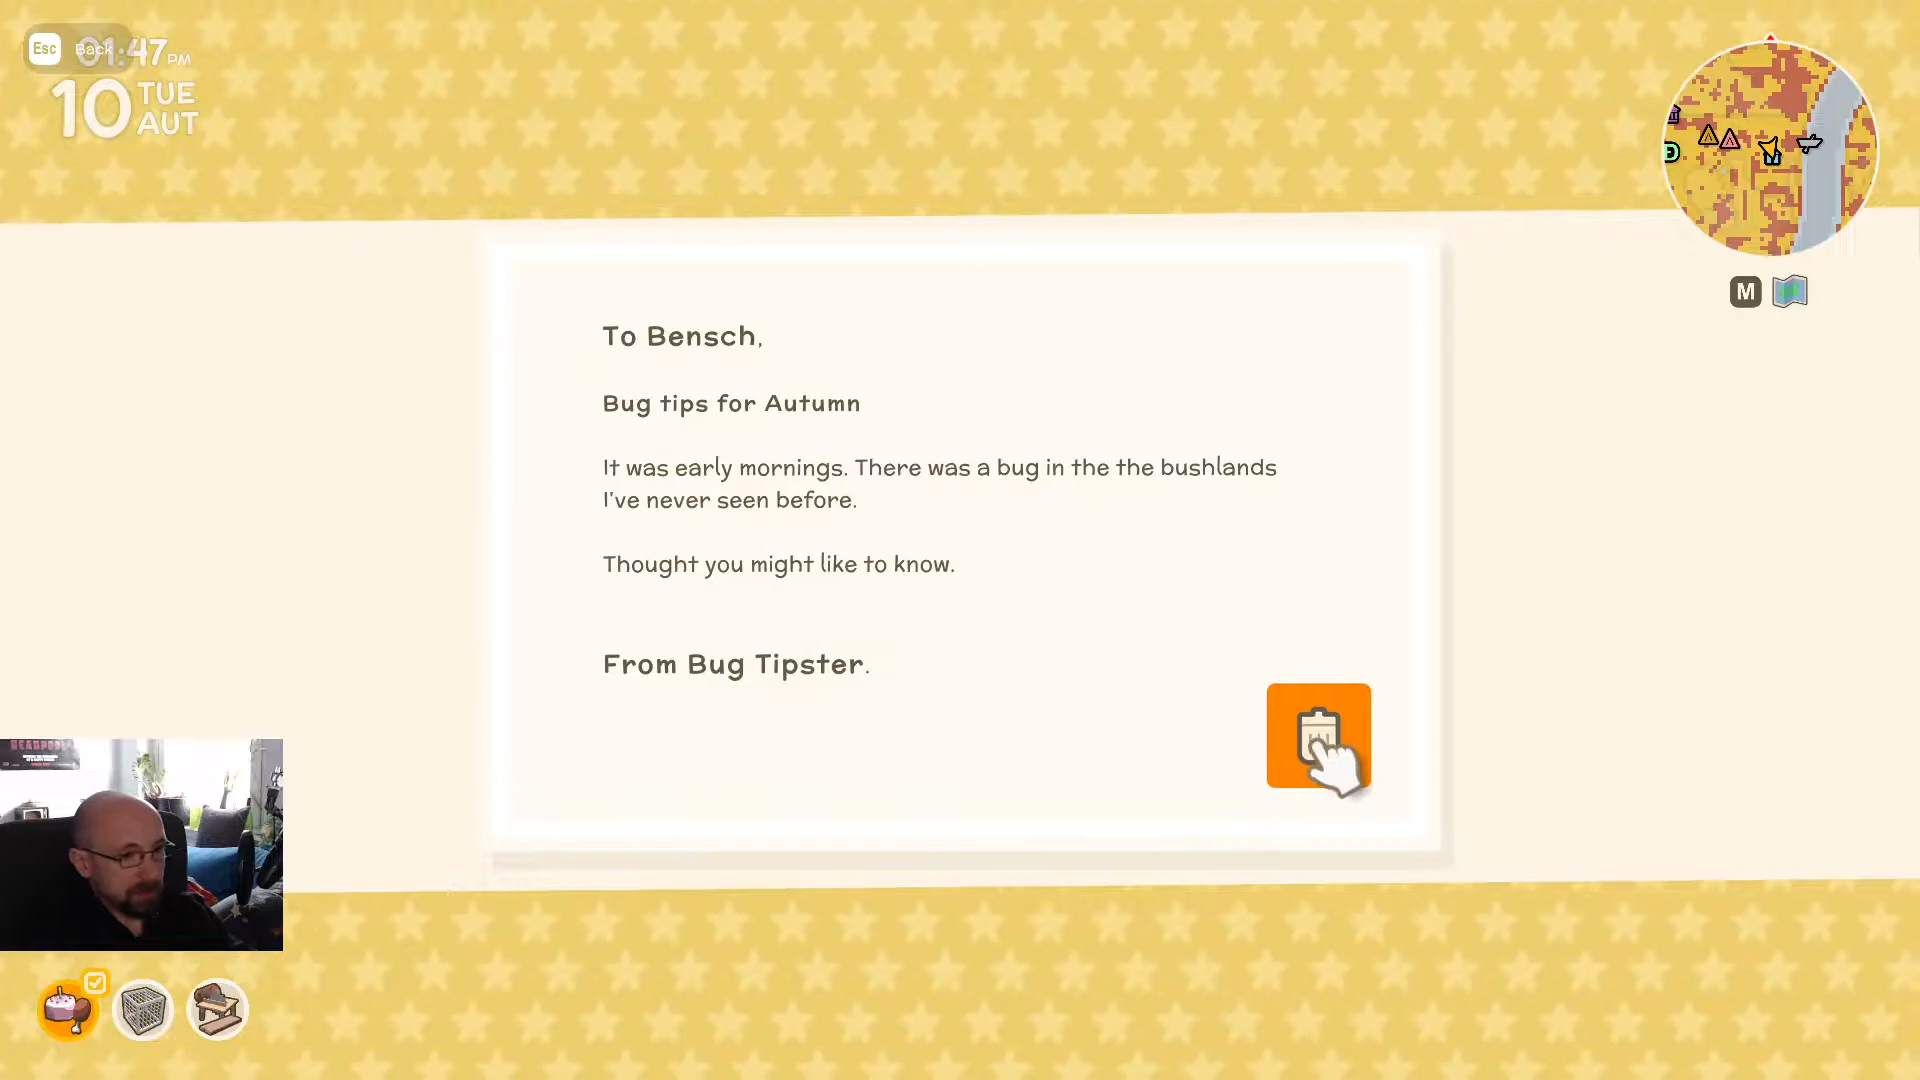 Esc Back
01:47 PM
10 TUE
AUT
M
To Bensch,
Bug tips for Autumn
It was early mornings. There was a bug in the the bushlands
I've never seen before.
Thought you might like to know.
From Bug Tipster.
DEADPOOL